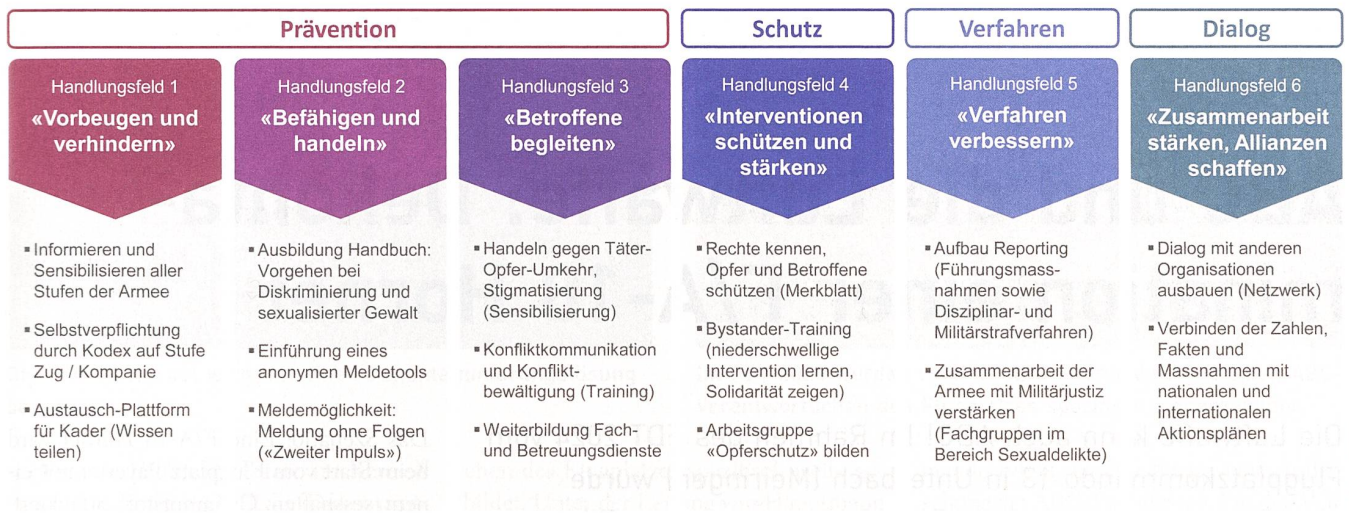 Prävention
Schutz
Verfahren
Dialog
Handlungsfeld 1
«Vorbeugen und
verhindern»
Handlungsfeld 2
«Befähigen und
handeln»
Handlungsfeld 3
«Betroffene
begleiten»
Handlungsfeld 4
«Interventionen
schützen und
stärken»
Handlungsfeld 5
«Verfahren
verbessern»
Handlungsfeld 6
«Zusammenarbeit
stärken, Allianzen
schaffen»
▪ Informieren und
Sensibilisieren aller
Stufen der Armee
▪ Selbstverpflichtung
durch Kodex auf Stufe
Zug / Kompanie
▪ Austausch-Plattform
für Kader (Wissen
teilen)
▪ Ausbildung Handbuch:
Vorgehen bei
Diskriminierung und
sexualisierter Gewalt
▪ Einführung eines
anonymen Meldetools
▪ Meldemöglichkeit:
Meldung ohne Folgen
(«Zweiter Impuls»)
▪ Handeln gegen Täter-
Opfer-Umkehr,
Stigmatisierung
(Sensibilisierung)
▪ Konfliktkommunikation
und Konflikt-
bewältigung (Training)
▪ Weiterbildung Fach-
und Betreuungsdienste
▪ Rechte kennen,
Opfer und Betroffene
schützen (Merkblatt)
▪ Bystander-Training
(niederschwellige
Intervention lernen,
Solidarität zeigen)
▪ Arbeitsgruppe
«Opferschutz» bilden
▪ Aufbau Reporting
(Führungsmass-
nahmen sowie
Disziplinar- und
Militärstrafverfahren)
▪ Zusammenarbeit der
Armee mit Militärjustiz
verstärken
(Fachgruppen im
Bereich Sexualdelikte)
▪ Dialog mit anderen
Organisationen
ausbauen (Netzwerk)
▪ Verbinden der Zahlen,
Fakten und
Massnahmen mit
nationalen und
internationalen
Aktionsplänen